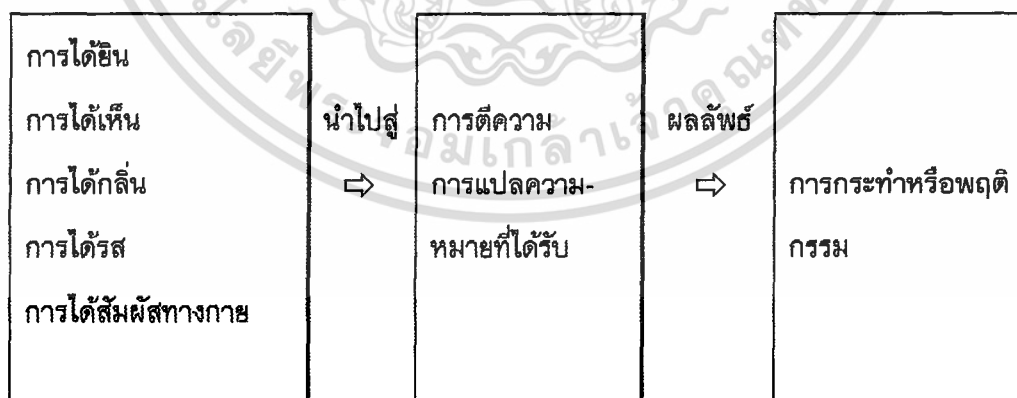 การได้ยิน
การได้เห็น
การได้กลิ่น
การได้รส
การได้สัมผัสทางกาย
นำไปสู่
⇨
การตีความ
การแปลความ-
หมายที่ได้รับ
ผลลัพธ์
⇨
การกระทำหรือพฤติ
กรรม